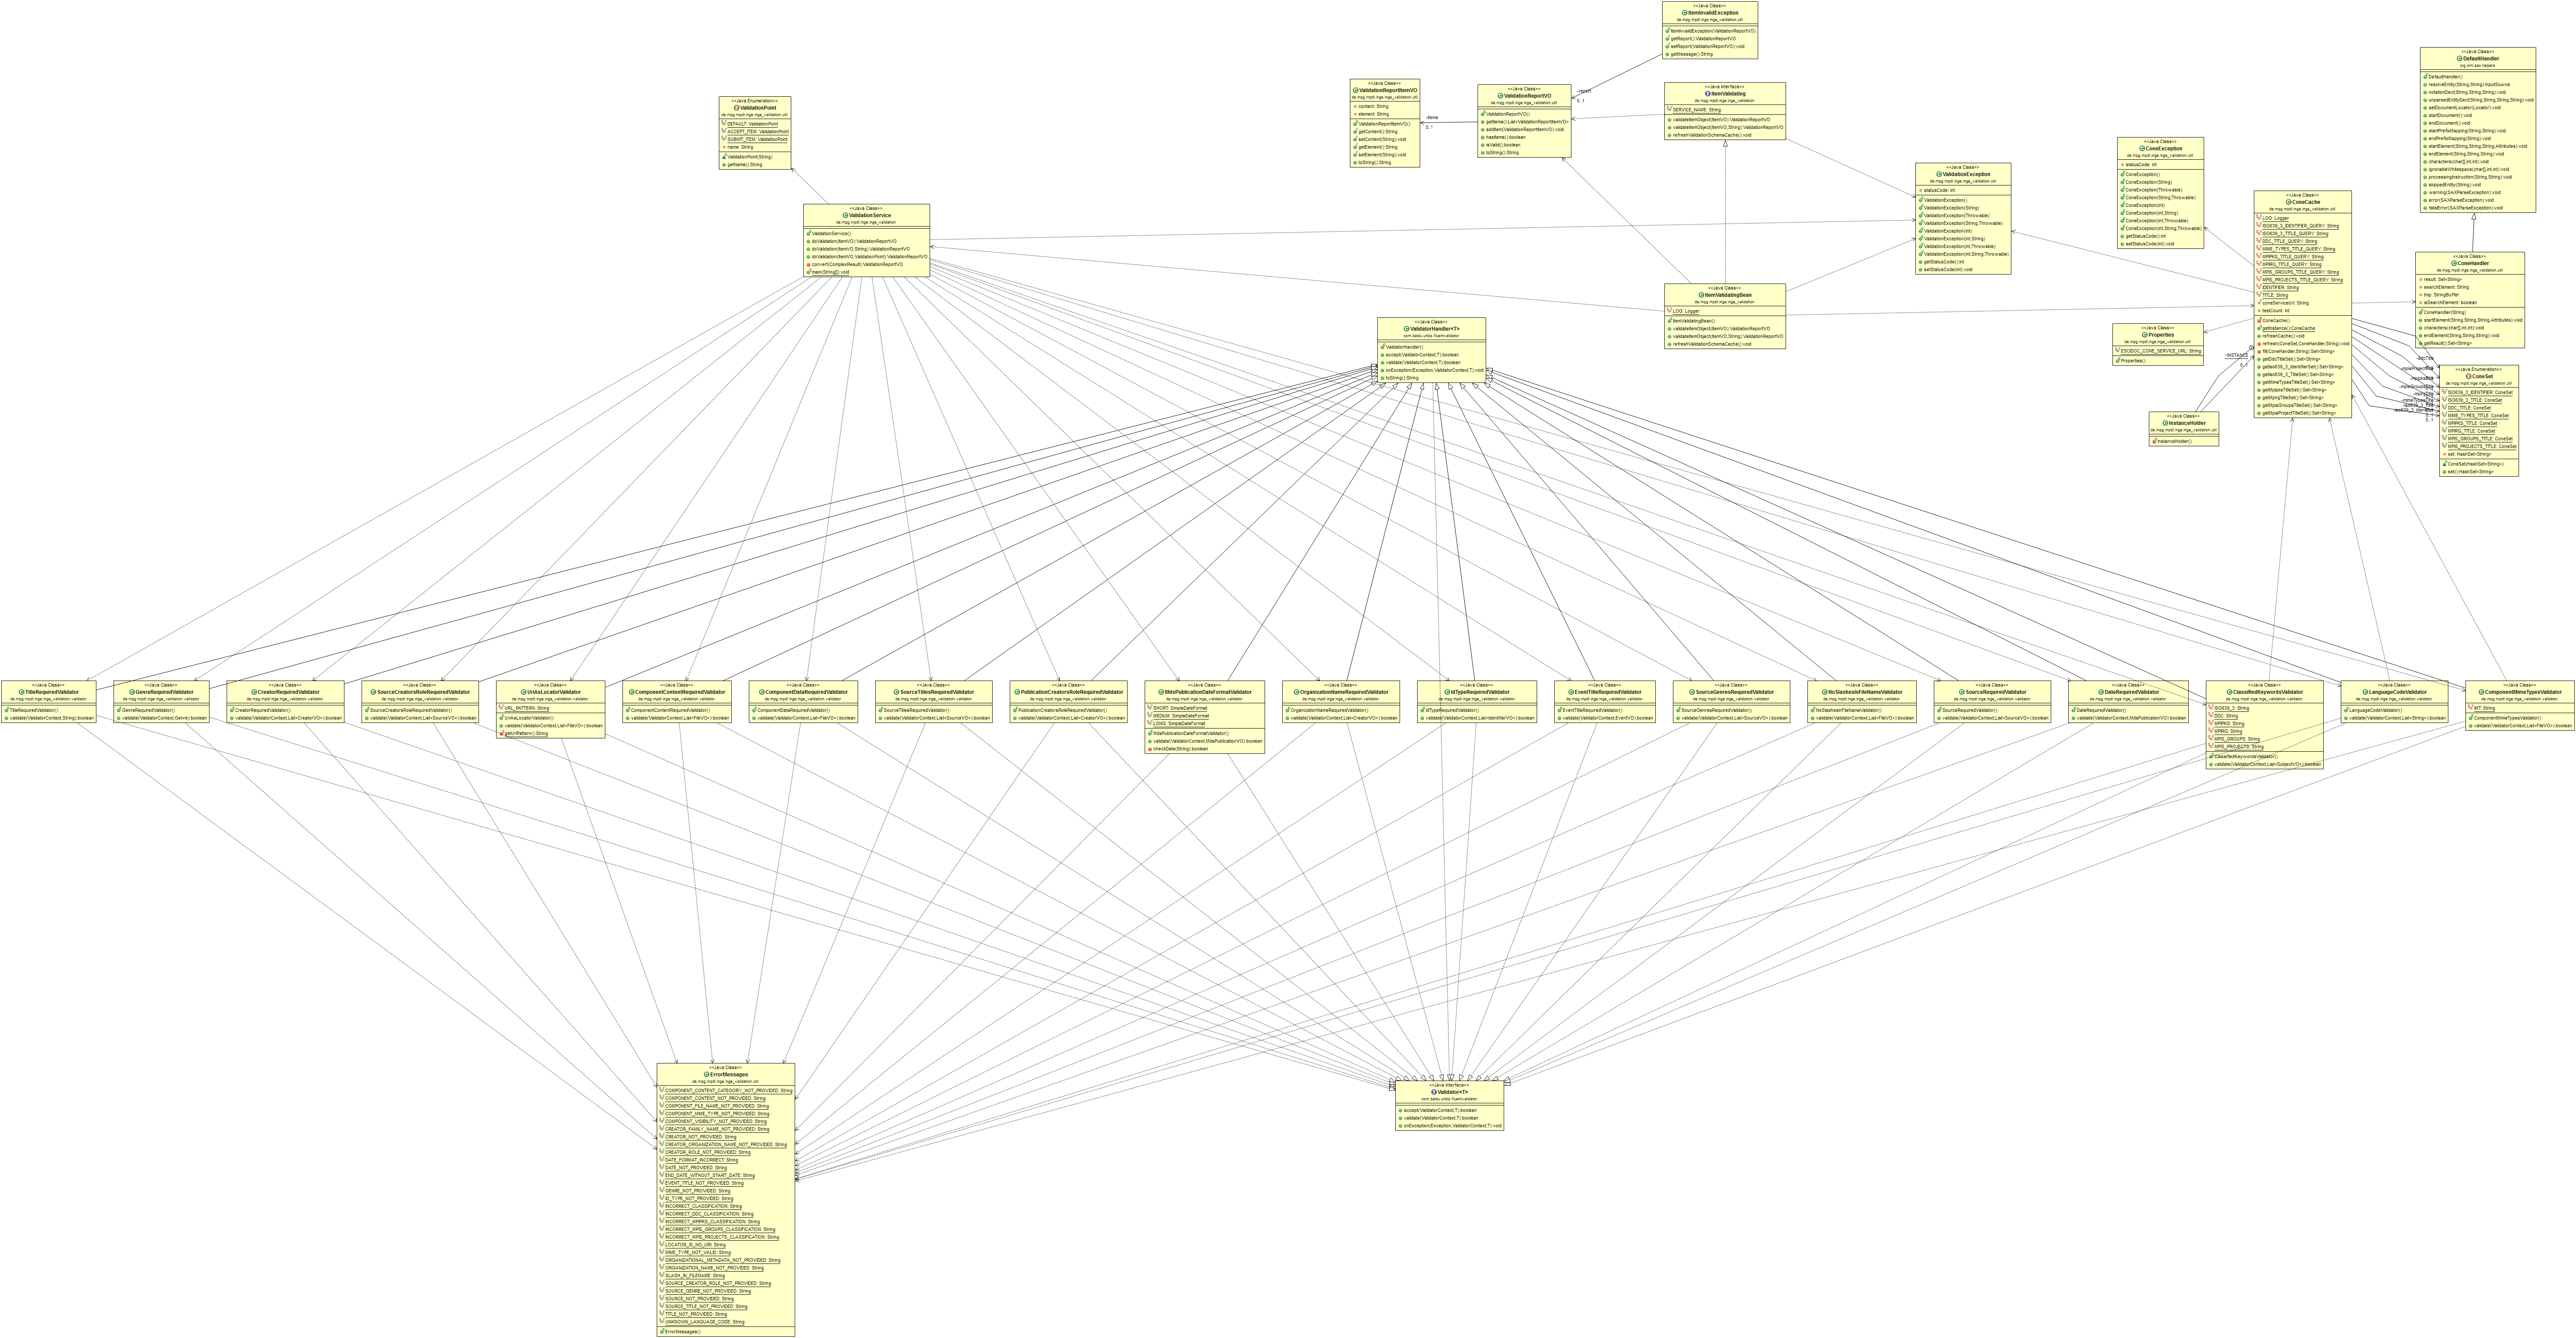 <<Java Class>>
ItemInvalidException
de.mpg.mpdl.inge.inge_validation.util
ItemInvalidException(ValidationReportVO)
getReport():ValidationReportVO
setReport(ValidationReportVO):void
getMessage():String
<<Java Class>>
DefaultHandler
org.xml.sax.helpers
DefaultHandler()
resolveEntity(String,String):InputSource
notationDecl(String,String,String):void
unparsedEntityDecl(String,String,String,String):void
setDocumentLocator(Locator):void
startDocument():void
endDocument():void
startPrefixMapping(String,String):void
endPrefixMapping(String):void
startElement(String,String,String,Attributes):void
endElement(String,String,String):void
characters(char[],int,int):void
ignorableWhitespace(char[],int,int):void
processingInstruction(String,String):void
skippedEntity(String):void
warning(SAXParseException):void
error(SAXParseException):void
fatalError(SAXParseException):void
<<Java Class>>
ValidationReportItemVO
de.mpg.mpdl.inge.inge_validation.util
content: String
element: String
ValidationReportItemVO()
getContent():String
setContent(String):void
getElement():String
setElement(String):void
toString():String
-items
0..*
<<Java Class>>
ValidationReportVO
de.mpg.mpdl.inge.inge_validation.util
ValidationReportVO()
getItems():List<ValidationReportItemVO>
addItem(ValidationReportItemVO):void
hasItems():boolean
isValid():boolean
toString():String
-report
0..1
<<Java Interface>>
ItemValidating
de.mpg.mpdl.inge.inge_validation
SERVICE_NAME: String
validateItemObject(ItemVO):ValidationReportVO
validateItemObject(ItemVO,String):ValidationReportVO
refreshValidationSchemaCache():void
<<Java Enumeration>>
ValidationPoint
de.mpg.mpdl.inge.inge_validation.util
DEFAULT: ValidationPoint
ACCEPT_ITEM: ValidationPoint
SUBMIT_ITEM: ValidationPoint
name: String
ValidationPoint(String)
getName():String
<<Java Class>>
ConeException
de.mpg.mpdl.inge.inge_validation.util
statusCode: int
ConeException()
ConeException(String)
ConeException(Throwable)
ConeException(String,Throwable)
ConeException(int)
ConeException(int,String)
ConeException(int,Throwable)
ConeException(int,String,Throwable)
getStatusCode():int
setStatusCode(int):void
<<Java Class>>
ValidationException
de.mpg.mpdl.inge.inge_validation.util
statusCode: int
ValidationException()
ValidationException(String)
ValidationException(Throwable)
ValidationException(String,Throwable)
ValidationException(int)
ValidationException(int,String)
ValidationException(int,Throwable)
ValidationException(int,String,Throwable)
getStatusCode():int
setStatusCode(int):void
<<Java Class>>
ConeCache
de.mpg.mpdl.inge.inge_validation.util
LOG: Logger
ISO639_3_IDENTIFIER_QUERY: String
ISO639_3_TITLE_QUERY: String
DDC_TITLE_QUERY: String
MIME_TYPES_TITLE_QUERY: String
MPIPKS_TITLE_QUERY: String
MPIRG_TITLE_QUERY: String
MPIS_GROUPS_TITLE_QUERY: String
MPIS_PROJECTS_TITLE_QUERY: String
IDENTIFIER: String
TITLE: String
coneServiceUrl: String
testCount: int
ConeCache()
getInstance():ConeCache
refreshCache():void
refresh(ConeSet,ConeHandler,String):void
fill(ConeHandler,String):Set<String>
getDdcTitleSet():Set<String>
getIso639_3_IdentifierSet():Set<String>
getIso639_3_TitleSet():Set<String>
getMimeTypesTitleSet():Set<String>
getMpipksTitleSet():Set<String>
getMpirgTitleSet():Set<String>
getMpisGroupsTitleSet():Set<String>
getMpisProjectTitleSet():Set<String>
<<Java Class>>
ValidationService
de.mpg.mpdl.inge.inge_validation
ValidationService()
doValidation(ItemVO):ValidationReportVO
doValidation(ItemVO,String):ValidationReportVO
doValidation(ItemVO,ValidationPoint):ValidationReportVO
convert(ComplexResult):ValidationReportVO
main(String[]):void
<<Java Class>>
ConeHandler
de.mpg.mpdl.inge.inge_validation.util
result: Set<String>
searchElement: String
tmp: StringBuffer
isSearchElement: boolean
ConeHandler(String)
startElement(String,String,String,Attributes):void
characters(char[],int,int):void
endElement(String,String,String):void
getResult():Set<String>
<<Java Class>>
ItemValidatingBean
de.mpg.mpdl.inge.inge_validation
LOG: Logger
ItemValidatingBean()
validateItemObject(ItemVO):ValidationReportVO
validateItemObject(ItemVO,String):ValidationReportVO
refreshValidationSchemaCache():void
<<Java Class>>
ValidatorHandler<T>
com.baidu.unbiz.fluentvalidator
ValidatorHandler()
accept(ValidatorContext,T):boolean
validate(ValidatorContext,T):boolean
onException(Exception,ValidatorContext,T):void
toString():String
<<Java Class>>
Properties
de.mpg.mpdl.inge.inge_validation.util
ESCIDOC_CONE_SERVICE_URL: String
Properties()
-INSTANCE
0..1
-ddcTitle
0..1
0..1
<<Java Enumeration>>
ConeSet
de.mpg.mpdl.inge.inge_validation.util
ISO639_3_IDENTIFIER: ConeSet
ISO639_3_TITLE: ConeSet
DDC_TITLE: ConeSet
MIME_TYPES_TITLE: ConeSet
MPIPKS_TITLE: ConeSet
MPIRG_TITLE: ConeSet
MPIS_GROUPS_TITLE: ConeSet
MPIS_PROJECTS_TITLE: ConeSet
set: HashSet<String>
ConeSet(HashSet<String>)
set():HashSet<String>
<<Java Class>>
InstanceHolder
de.mpg.mpdl.inge.inge_validation.util
InstanceHolder()
<<Java Class>>
TitleRequiredValidator
de.mpg.mpdl.inge.inge_validation.validator
TitleRequiredValidator()
validate(ValidatorContext,String):boolean
<<Java Class>>
GenreRequiredValidator
de.mpg.mpdl.inge.inge_validation.validator
GenreRequiredValidator()
validate(ValidatorContext,Genre):boolean
<<Java Class>>
CreatorRequiredValidator
de.mpg.mpdl.inge.inge_validation.validator
CreatorRequiredValidator()
validate(ValidatorContext,List<CreatorVO>):boolean
<<Java Class>>
SourceCreatorsRoleRequiredValidator
de.mpg.mpdl.inge.inge_validation.validator
SourceCreatorsRoleRequiredValidator()
validate(ValidatorContext,List<SourceVO>):boolean
<<Java Class>>
UriAsLocatorValidator
de.mpg.mpdl.inge.inge_validation.validator
URL_PATTERN: String
UriAsLocatorValidator()
validate(ValidatorContext,List<FileVO>):boolean
getUrlPattern():String
<<Java Class>>
ComponentContentRequiredValidator
de.mpg.mpdl.inge.inge_validation.validator
ComponentContentRequiredValidator()
validate(ValidatorContext,List<FileVO>):boolean
<<Java Class>>
ComponentDataRequiredValidator
de.mpg.mpdl.inge.inge_validation.validator
ComponentDataRequiredValidator()
validate(ValidatorContext,List<FileVO>):boolean
<<Java Class>>
SourceTitlesRequiredValidator
de.mpg.mpdl.inge.inge_validation.validator
SourceTitlesRequiredValidator()
validate(ValidatorContext,List<SourceVO>):boolean
<<Java Class>>
PublicationCreatorsRoleRequiredValidator
de.mpg.mpdl.inge.inge_validation.validator
PublicationCreatorsRoleRequiredValidator()
validate(ValidatorContext,List<CreatorVO>):boolean
<<Java Class>>
MdsPublicationDateFormatValidator
de.mpg.mpdl.inge.inge_validation.validator
SHORT: SimpleDateFormat
MEDIUM: SimpleDateFormat
LONG: SimpleDateFormat
MdsPublicationDateFormatValidator()
validate(ValidatorContext,MdsPublicationVO):boolean
checkDate(String):boolean
<<Java Class>>
OrganizationNameRequiredValidator
de.mpg.mpdl.inge.inge_validation.validator
OrganizationNameRequiredValidator()
validate(ValidatorContext,List<CreatorVO>):boolean
<<Java Class>>
IdTypeRequiredValidator
de.mpg.mpdl.inge.inge_validation.validator
IdTypeRequiredValidator()
validate(ValidatorContext,List<IdentifierVO>):boolean
<<Java Class>>
EventTitleRequiredValidator
de.mpg.mpdl.inge.inge_validation.validator
EventTitleRequiredValidator()
validate(ValidatorContext,EventVO):boolean
<<Java Class>>
SourceGenresRequiredValidator
de.mpg.mpdl.inge.inge_validation.validator
SourceGenresRequiredValidator()
validate(ValidatorContext,List<SourceVO>):boolean
<<Java Class>>
NoSlashesInFileNameValidator
de.mpg.mpdl.inge.inge_validation.validator
NoSlashesInFileNameValidator()
validate(ValidatorContext,List<FileVO>):boolean
<<Java Class>>
SourceRequiredValidator
de.mpg.mpdl.inge.inge_validation.validator
SourceRequiredValidator()
validate(ValidatorContext,List<SourceVO>):boolean
<<Java Class>>
DateRequiredValidator
de.mpg.mpdl.inge.inge_validation.validator
DateRequiredValidator()
validate(ValidatorContext,MdsPublicationVO):boolean
<<Java Class>>
ClassifiedKeywordsValidator
de.mpg.mpdl.inge.inge_validation.validator
ISO639_3: String
DDC: String
MPIPKS: String
MPIRG: String
MPIS_GROUPS: String
MPIS_PROJECTS: String
ClassifiedKeywordsValidator()
validate(ValidatorContext,List<SubjectVO>):boolean
<<Java Class>>
LanguageCodeValidator
de.mpg.mpdl.inge.inge_validation.validator
LanguageCodeValidator()
validate(ValidatorContext,List<String>):boolean
<<Java Class>>
ComponentMimeTypesValidator
de.mpg.mpdl.inge.inge_validation.validator
MT: String
ComponentMimeTypesValidator()
validate(ValidatorContext,List<FileVO>):boolean
<<Java Class>>
ErrorMessages
de.mpg.mpdl.inge.inge_validation.util
COMPONENT_CONTENT_CATEGORY_NOT_PROVIDED: String
COMPONENT_CONTENT_NOT_PROVIDED: String
COMPONENT_FILE_NAME_NOT_PROVIDED: String
COMPONENT_MIME_TYPE_NOT_PROVIDED: String
COMPONENT_VISIBILITY_NOT_PROVIDED: String
CREATOR_FAMILY_NAME_NOT_PROVIDED: String
CREATOR_NOT_PROVIDED: String
CREATOR_ORGANIZATION_NAME_NOT_PROVIDED: String
CREATOR_ROLE_NOT_PROVIDED: String
DATE_FORMAT_INCORRECT: String
DATE_NOT_PROVIDED: String
END_DATE_WITHOUT_START_DATE: String
EVENT_TITLE_NOT_PROVIDED: String
GENRE_NOT_PROVIDED: String
ID_TYPE_NOT_PROVIDED: String
INCORRECT_CLASSIFICATION: String
INCORRECT_DDC_CLASSIFICATION: String
INCORRECT_MPIPKS_CLASSIFICATION: String
INCORRECT_MPIS_GROUPS_CLASSIFICATION: String
INCORRECT_MPIS_PROJECTS_CLASSIFICATION: String
LOCATOR_IS_NO_URI: String
MIME_TYPE_NOT_VALID: String
ORGANIZATIONAL_METADATA_NOT_PROVIDED: String
ORGANIZATION_NAME_NOT_PROVIDED: String
SLASH_IN_FILENAME: String
SOURCE_CREATOR_ROLE_NOT_PROVIDED: String
SOURCE_GENRE_NOT_PROVIDED: String
SOURCE_NOT_PROVIDED: String
SOURCE_TITLE_NOT_PROVIDED: String
TITLE_NOT_PROVIDED: String
UNKNOWN_LANGUAGE_CODE: String
ErrorMessages()
<<Java Interface>>
Validator<T>
com.baidu.unbiz.fluentvalidator
accept(ValidatorContext,T):boolean
validate(ValidatorContext,T):boolean
onException(Exception,ValidatorContext,T):void